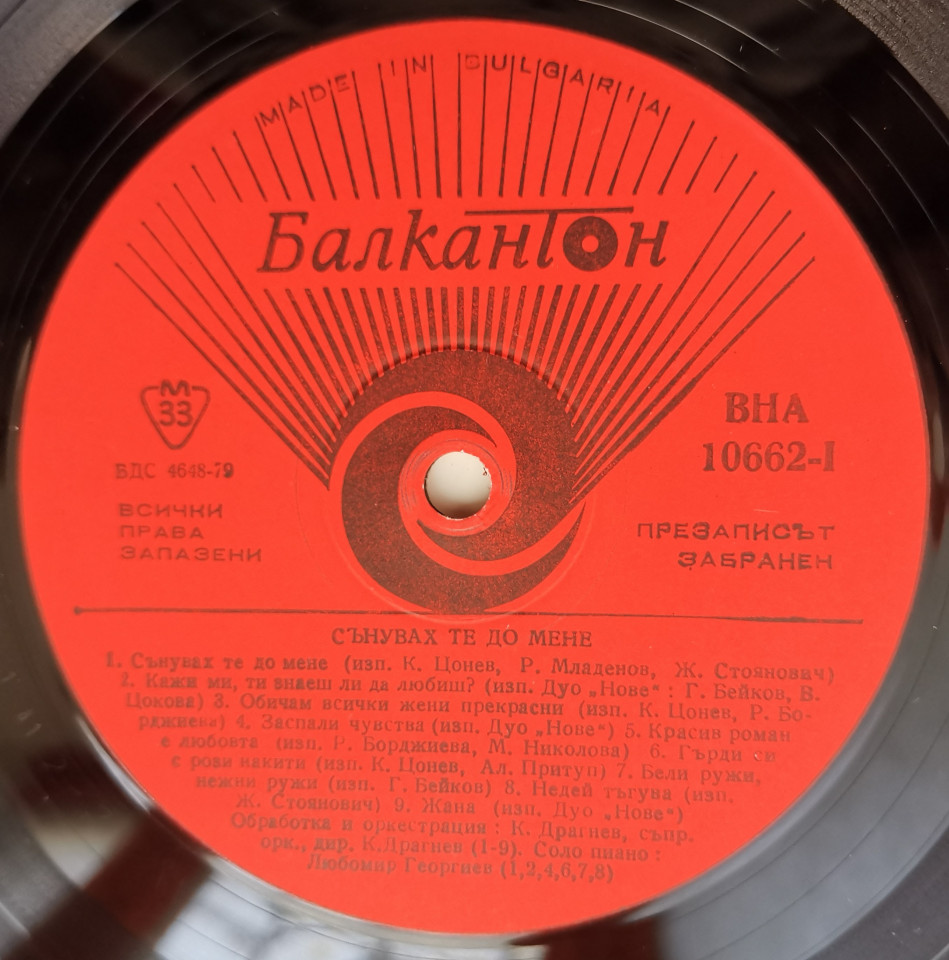 MADE IN BULGARIA
Балкантон
М
33
БДС 4648-79
ВСИЧКИ
ПРАВА
ЗАПАЗЕНИ
ВНА
10662-I
ПРЕЗАПИСЪТ
ЗАБРАНЕН
СЪНУВАХ ТЕ ДО МЕНЕ
1. Сънувах те до мене (изп. К. Цонев, Р. Младенов, Ж. Стоянович)
2. Кажи ми, ти знаеш ли да любиш? (изп. Дуо „Нове" : Г. Бейков, В.
Цокова) 3. Обичам всички жени прекрасни (изп. К. Цонев, Р. Бо-
рджиева) 4. Заспали чувства (изп. Дуо „Нове") 5. Красив роман
е любовта (изп. Р. Борджиева, М. Николова) 6. Гърди си
с рози накити (изп. К. Цонев, Ал. Притуп) 7. Бели ружи,
нежни ружи (изп. Г. Бейков) 8. Недей тъгува (изп.
Ж. Стоянович) 9. Жана (изп. Дуо „Нове")
Обработка и оркестрация : К. Драгнев, съпр.
орк., дир. К.Драгнев (1-9). Соло пиано :
Любомир Георгиев (1,2,4,6,7,8)